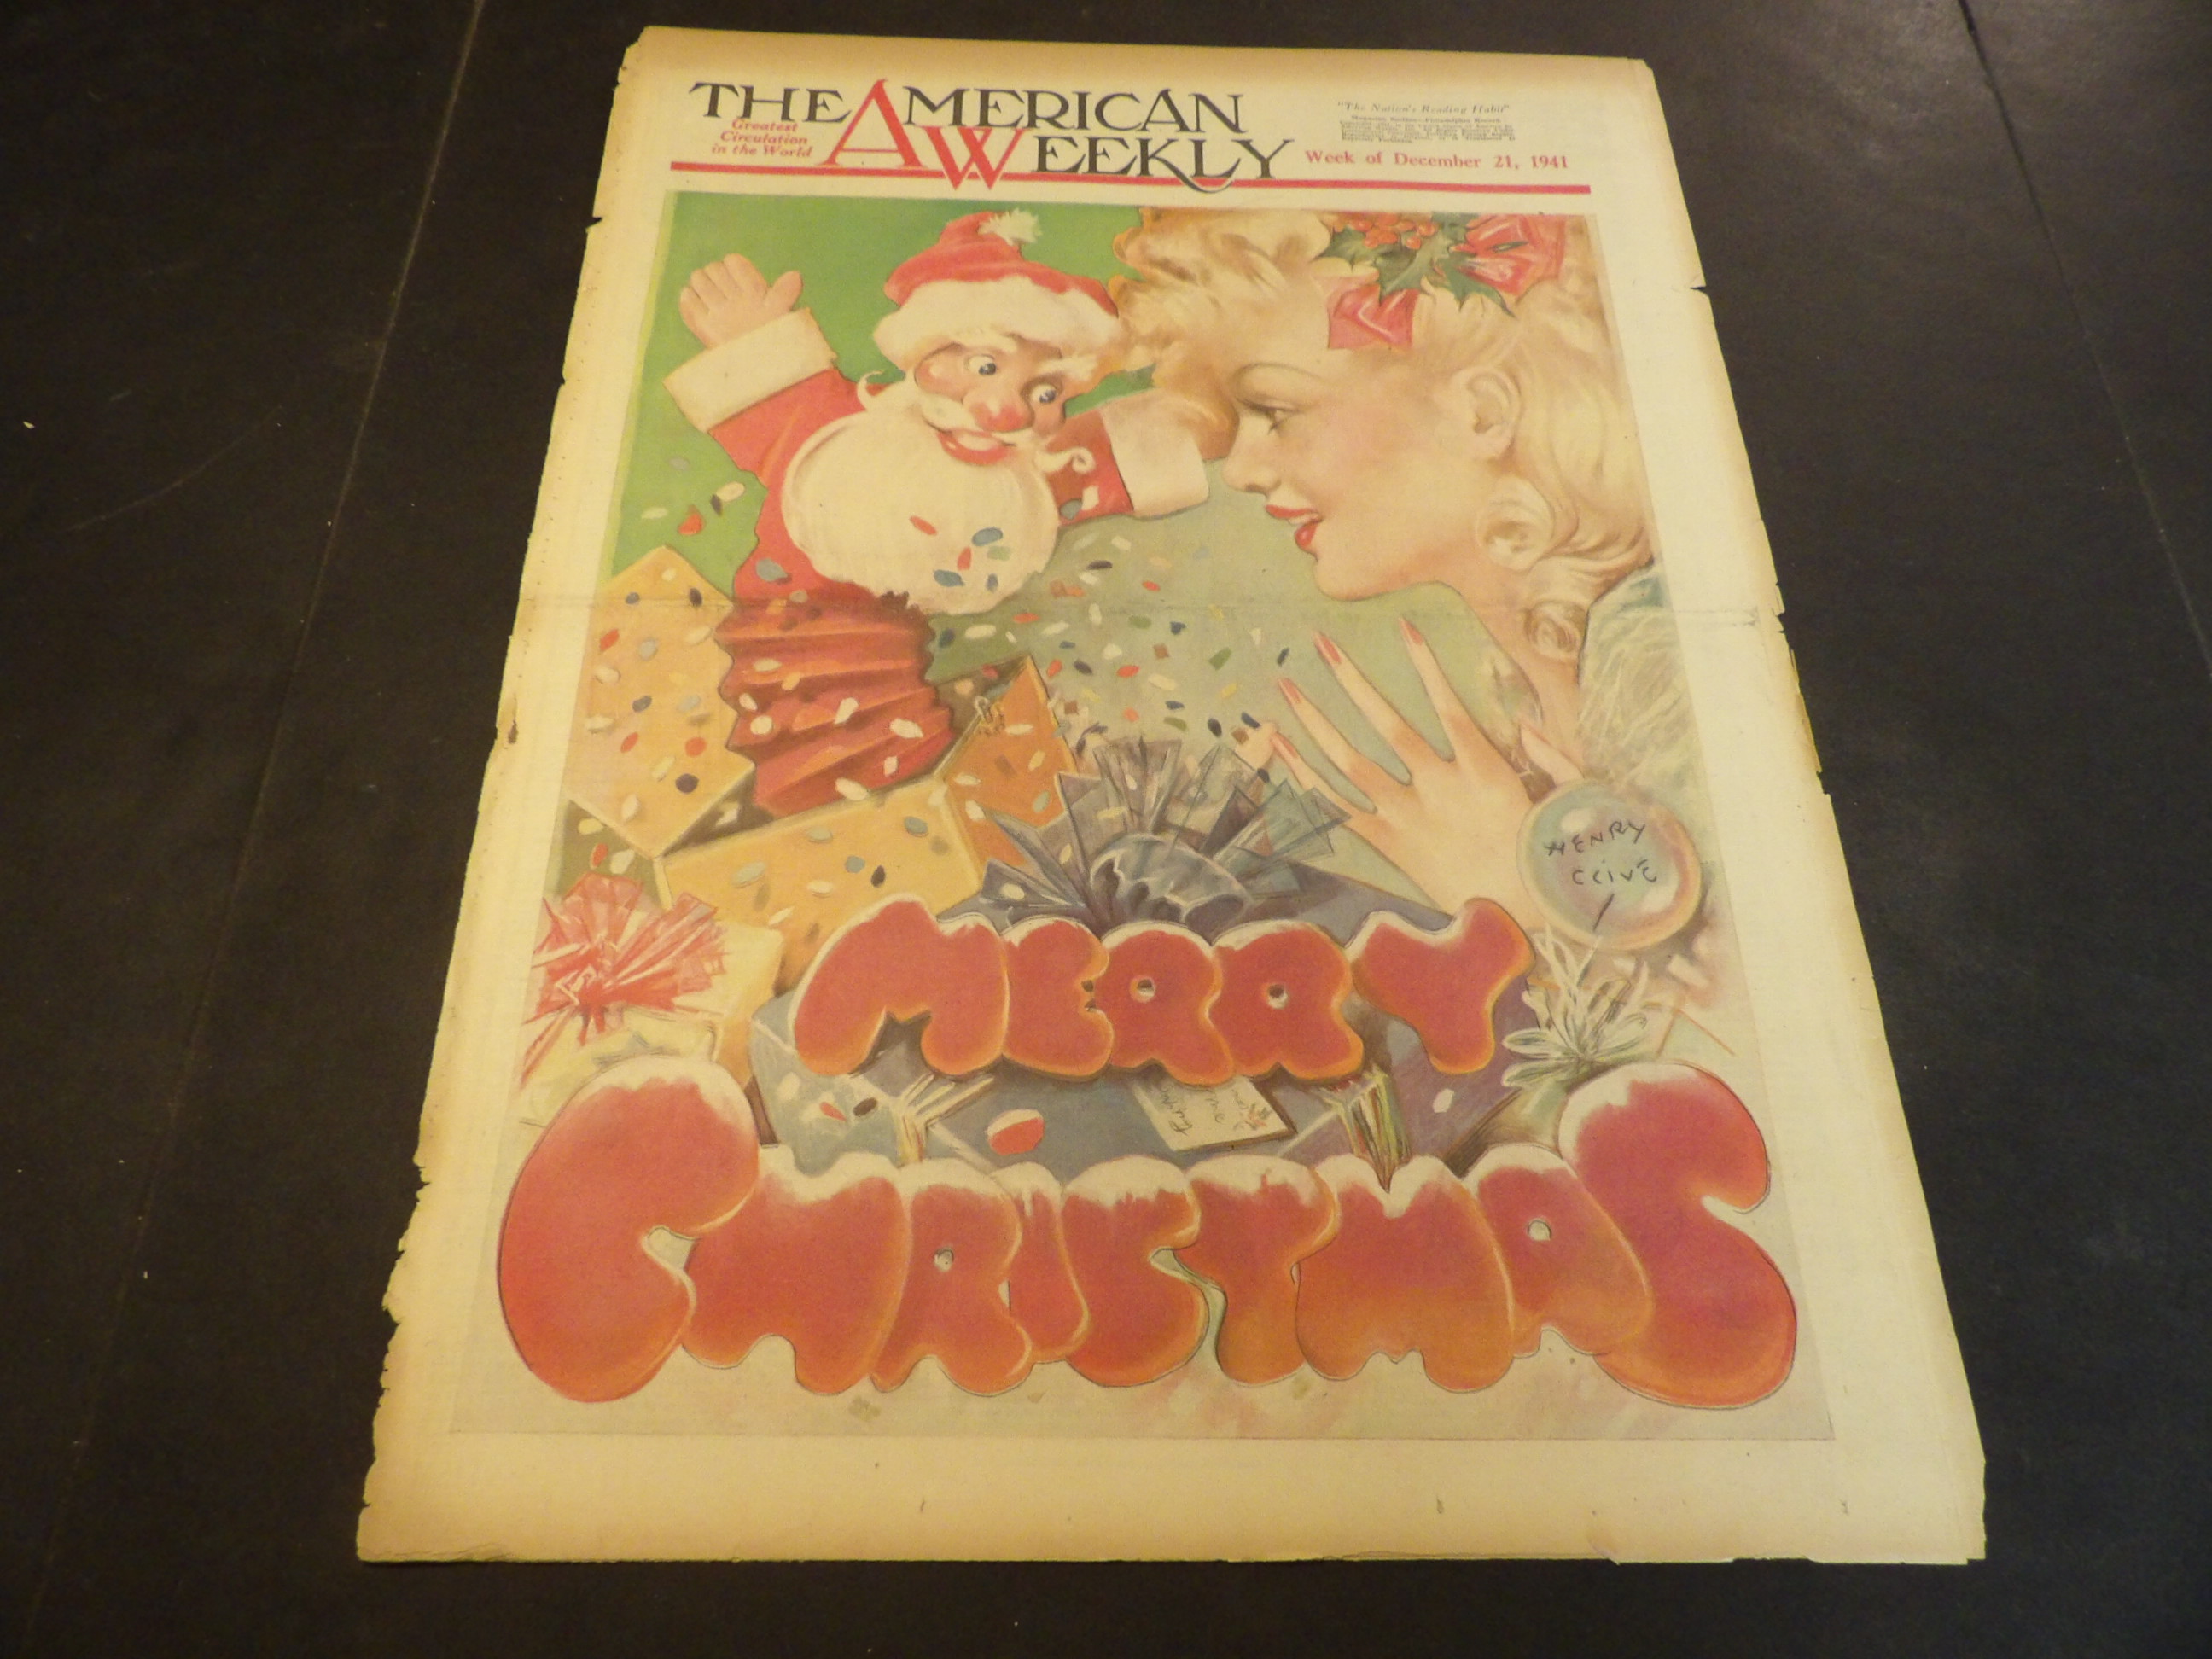 THE AMERICAN
WEEKLY
Greatest
Circulation
in the World
"The Nation's Reading Habit"
Week of December 21, 1941
HENRY
CLIVE
MERRY
CHRISTMAS